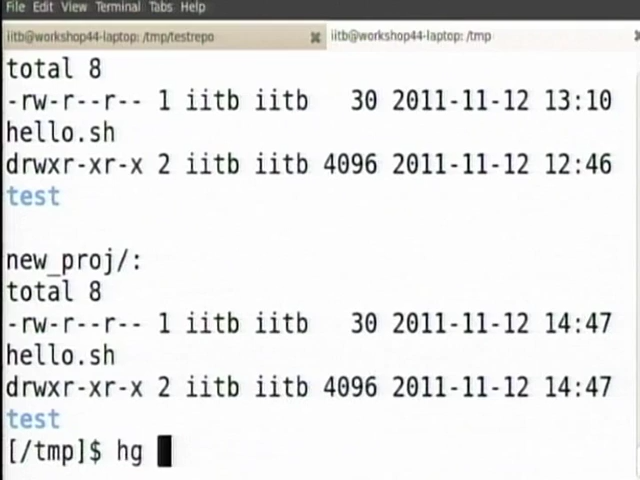 File Edit View Terminal Tabs Help
iitb@workshop44-laptop: /tmp/testrepo iitb@workshop44-laptop: /tmp
total 8
-rw-r--r-- 1 iitb iitb   30 2011-11-12 13:10
hello.sh
drwxr-xr-x 2 iitb iitb 4096 2011-11-12 12:46
test
new_proj/:
total 8
-rw-r--r-- 1 iitb iitb   30 2011-11-12 14:47
hello.sh
drwxr-xr-x 2 iitb iitb 4096 2011-11-12 14:47
test
[/tmp]$ hg